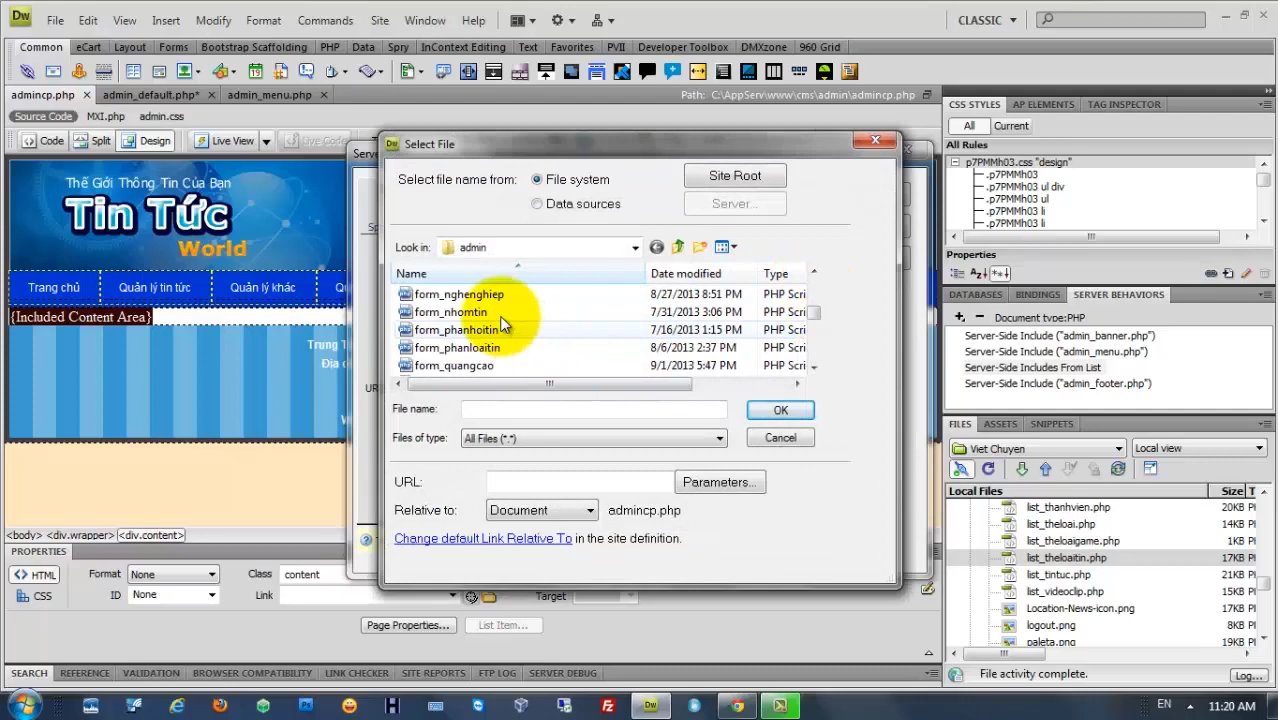 Dw File Edit View Insert Modify Format Commands Site Window Help CLASSIC
Common eCart Layout Forms Bootstrap Scaffolding PHP Data Spry InContext Editing Text Favorites PVII Developer Toolbox DMXzone 960 Grid
admincp.php admin_default.php* admin_menu.php Path: C:\AppServ\www\cms\admin\admincp.php
Source Code MXI.php admin.css
Code Split Design Live View
Thế Giới Thông Tin Của Bạn
Tin Tức
World
Trang chủ Quản lý tin tức Quản lý khác
{Included Content Area}
Trung T
Địa
<body> <div.wrapper> <div.content>
PROPERTIES
HTML Format None Class content
CSS ID None Link Target
Page Properties... List Item...
SEARCH REFERENCE VALIDATION BROWSER COMPATIBILITY LINK CHECKER SITE REPORTS FTP LOG SERVER DEBUG
Dw Select File
Select file name from: File system Site Root
Data sources Server...
Look in: admin
Name Date modified Type
form_nghenghiep 8/27/2013 8:51 PM PHP Scri
form_nhomtin 7/31/2013 3:06 PM PHP Scri
form_phanhoitin 7/16/2013 1:15 PM PHP Scri
form_phanloaitin 8/6/2013 2:37 PM PHP Scri
form_quangcao 9/1/2013 5:47 PM PHP Scri
File name: OK
Files of type: All Files (*.*) Cancel
URL: Parameters...
Relative to: Document admincp.php
Change default Link Relative To in the site definition.
CSS STYLES AP ELEMENTS TAG INSPECTOR
All Current
All Rules
p7PMMh03.css "design"
.p7PMMh03
.p7PMMh03 ul div
.p7PMMh03 ul
.p7PMMh03 li
.p7PMMh03 ul li
Properties
DATABASES BINDINGS SERVER BEHAVIORS
Document type:PHP
Server-Side Include ("admin_banner.php")
Server-Side Include ("admin_menu.php")
Server-Side Includes From List
Server-Side Include ("admin_footer.php")
FILES ASSETS SNIPPETS
Viet Chuyen Local view
Local Files Size
list_thanhvien.php 20KB
list_theloai.php 17KB
list_theloaigame.php 1KB
list_theloaitin.php 17KB
list_tintuc.php 21KB
list_videoclip.php 16KB
Location-News-icon.png 9KB
logout.png 8KB
paleta.png 9KB
File activity complete. Log...
EN 11:20 AM